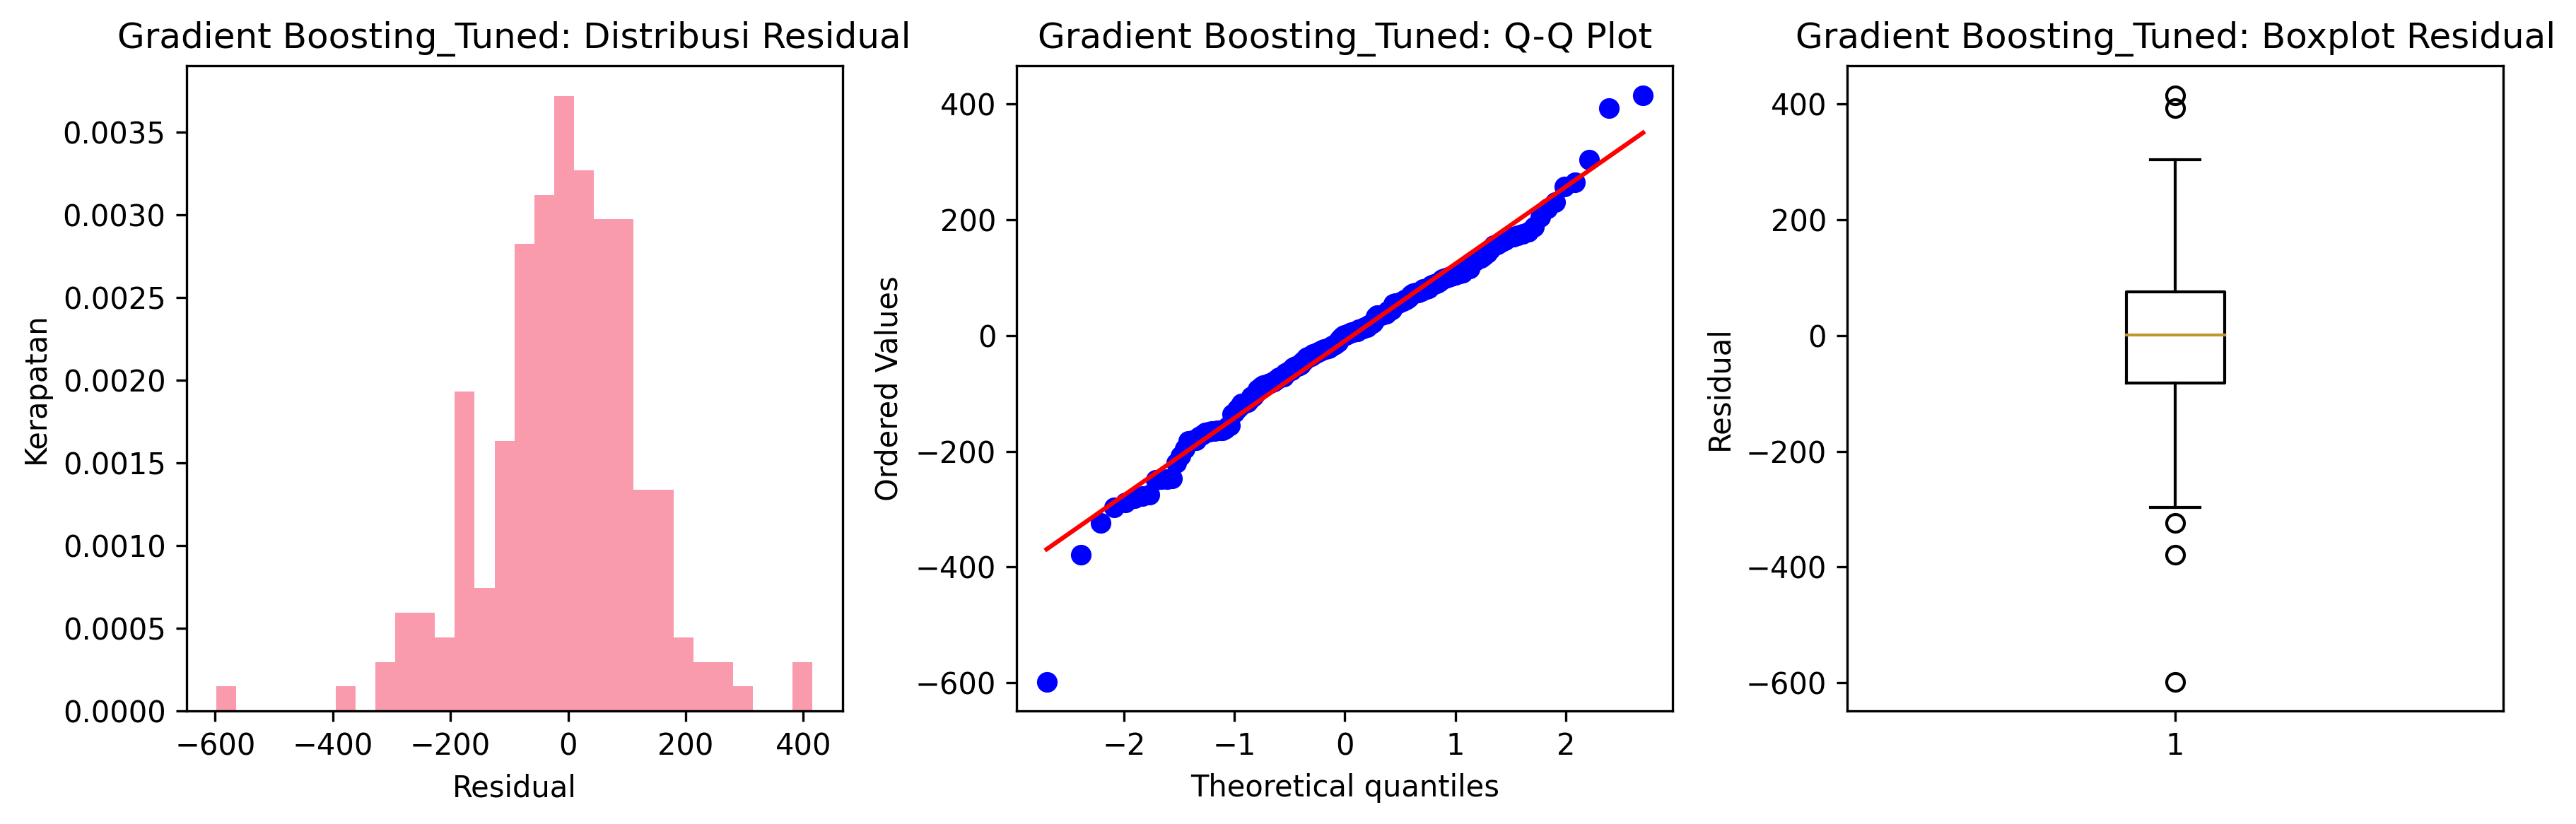 Gradient Boosting_Tuned: Distribusi Residual
0.0035
0.0030
0.0025
0.0020
0.0015
0.0010
0.0005
0.0000
Kerapatan
−600 −400 −200 0 200 400
Residual
Gradient Boosting_Tuned: Q-Q Plot
400
200
0
−200
−400
−600
Ordered Values
−2 −1 0 1 2
Theoretical quantiles
Gradient Boosting_Tuned: Boxplot Residual
400
200
0
−200
−400
−600
Residual
1